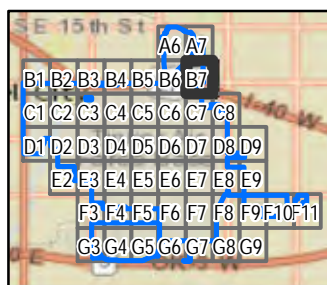 SE 15th St
A6 A7
B1 B2 B3 B4 B5 B6 B7
I-40 W
C1 C2 C3 C4 C5 C6 C7 C8
D1 D2 D3 D4 D5 D6 D7 D8 D9
E2 E3 E4 E5 E6 E7 E8 E9
F3 F4 F5 F6 F7 F8 F9 F10 F11
G3 G4 G5 G6 G7 G8 G9